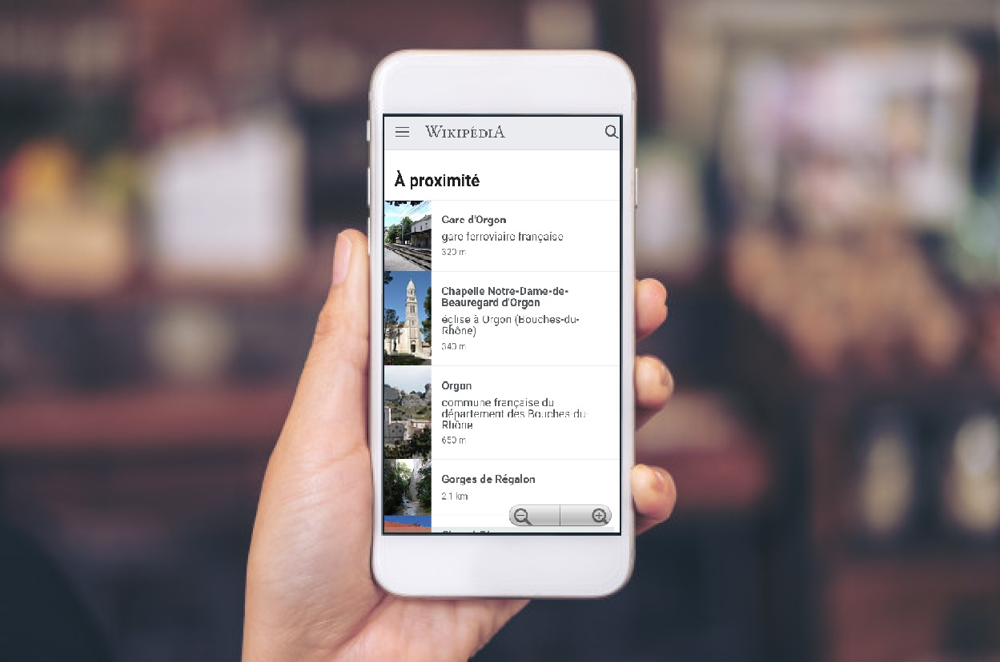 WIKIPÉDIA
À proximité
Gare d'Orgon
gare ferroviaire française
320 m
Chapelle Notre-Dame-de-
Beauregard d'Orgon
église à Orgon (Bouches-du-
Rhône)
340 m
Orgon
commune française du
département des Bouches-du-
Rhône
650 m
Gorges de Régalon
2.1 km